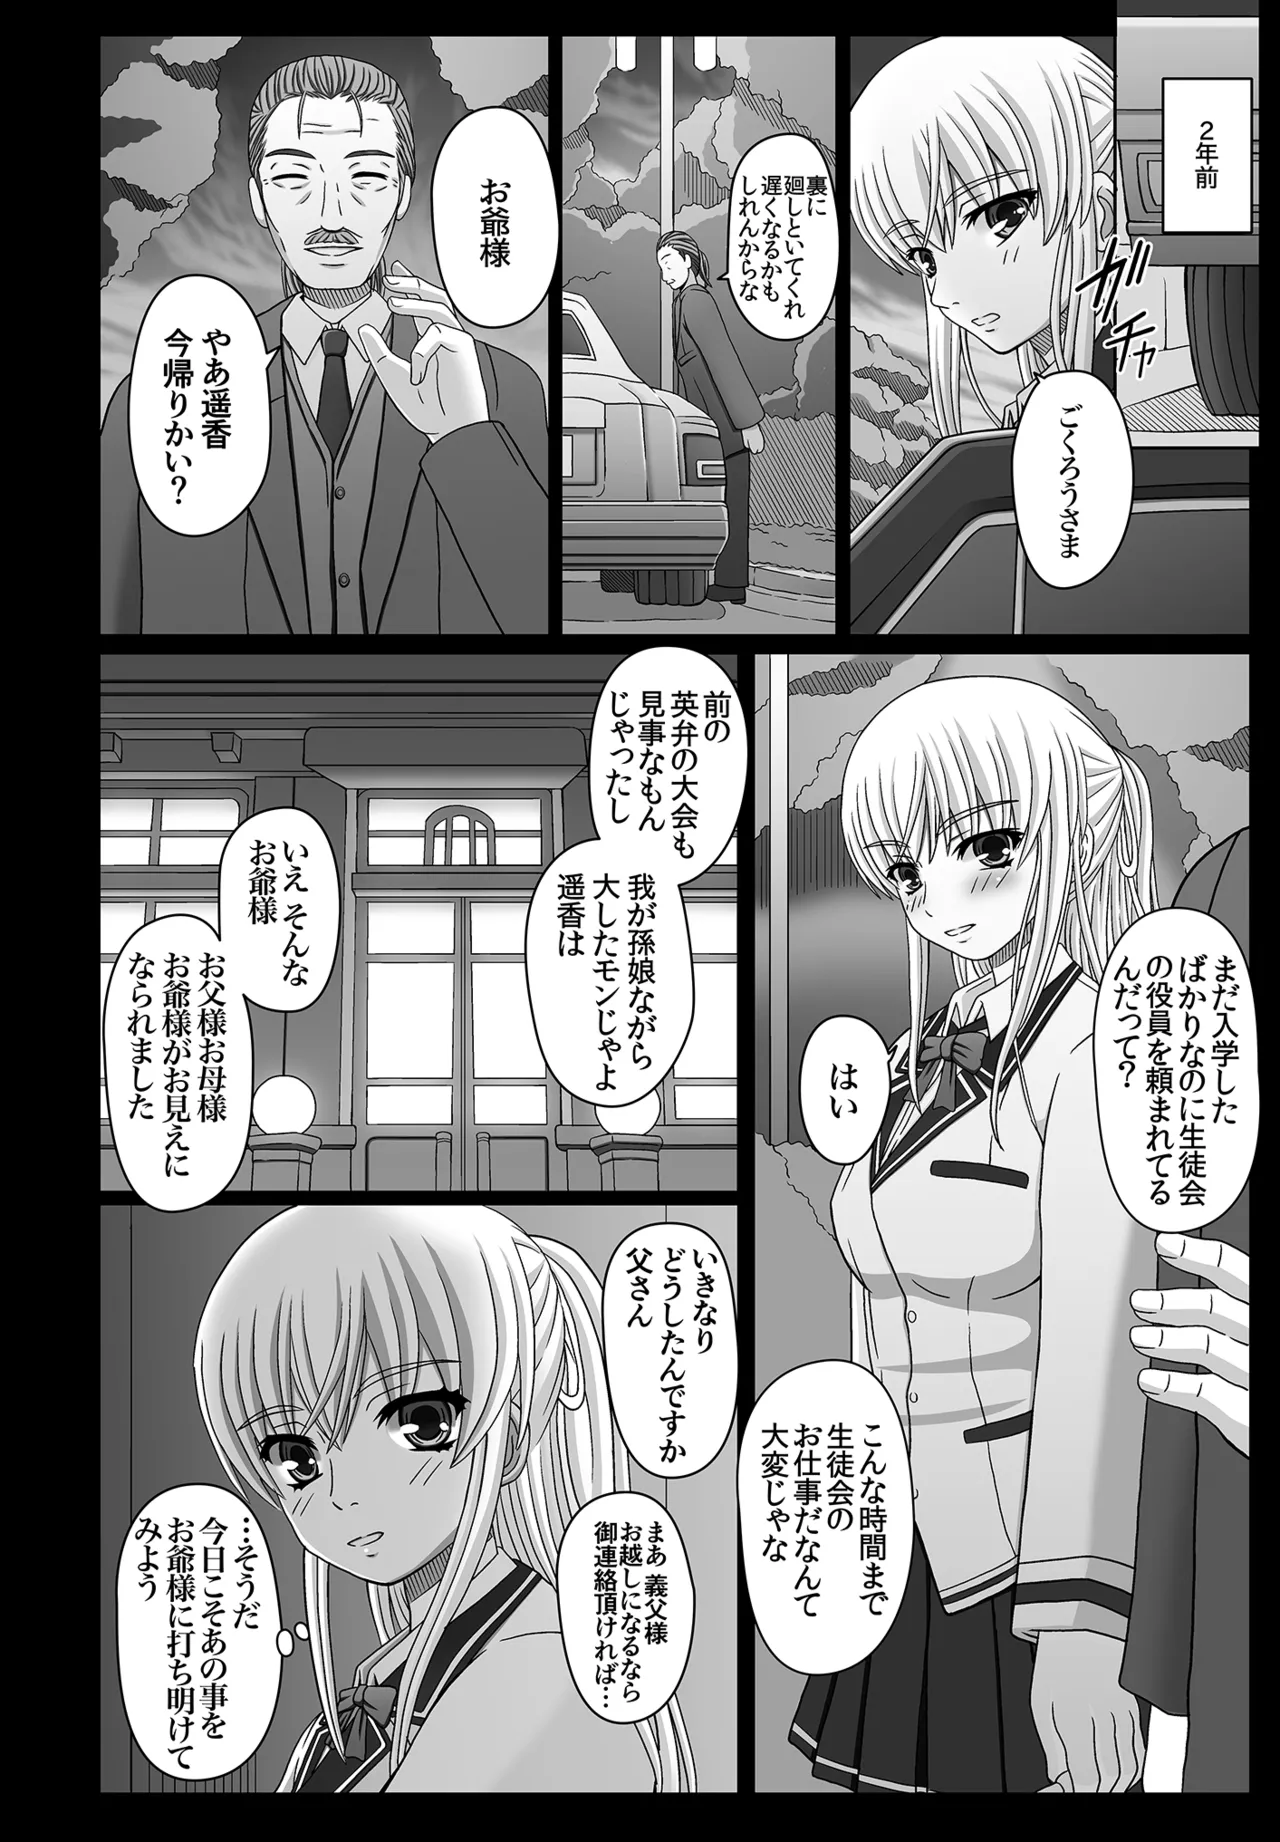 2年前
ガチャ
ごくろうさま
裏に
廻しといてくれ
遅くなるかも
しれんからな
お爺様
やあ遥香
今帰りかい？
まだ入学した
ばかりなのに生徒会
の役員を頼まれてる
んだって？
はい
こんな時間まで
生徒会の
お仕事だなんて
大変じゃな
前の
英弁の大会も
見事なもん
じゃったし
我が孫娘ながら
大したモンじゃよ
遥香は
いえ そんな
お爺様
お父様お母様
お爺様がお見えに
なられました
いきなり
どうしたんですか
父さん
まあ 義父様
お越しになるなら
御連絡頂ければ…
…そうだ
今日こそあの事を
お爺様に打ち明けて
みよう